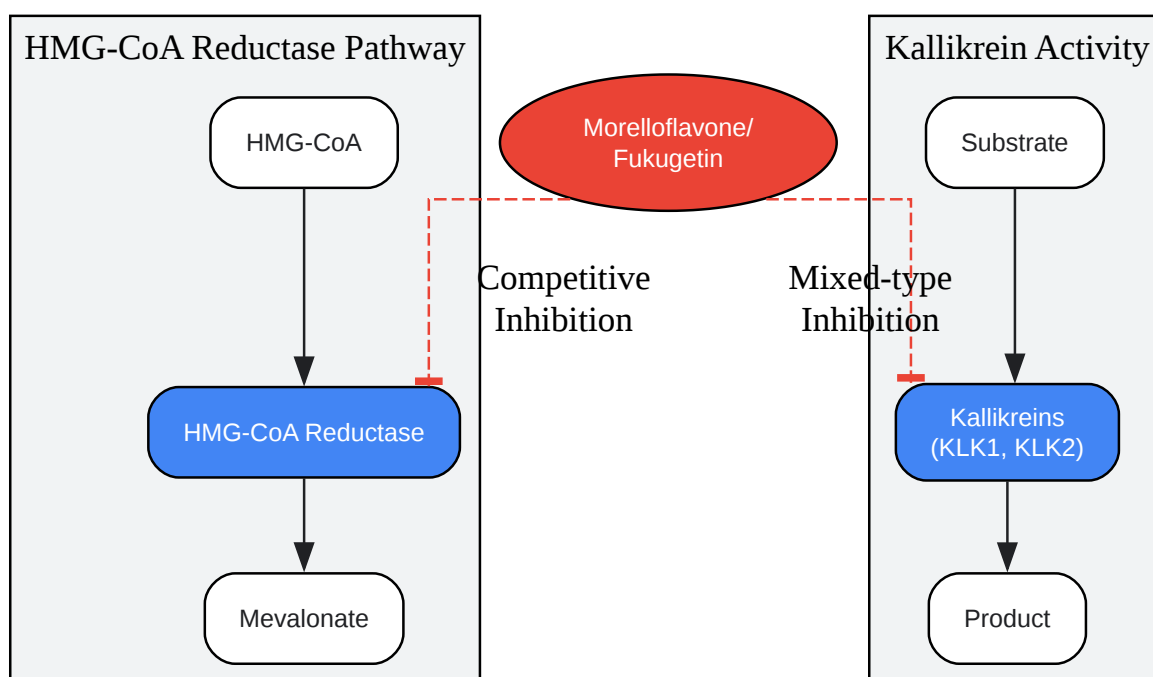 HMG-CoA Reductase Pathway
Kallikrein Activity
HMG-CoA
Morelloflavone/
Fukugetin
Substrate
Competitive
Inhibition
Mixed-type
Inhibition
HMG-CoA Reductase
Kallikreins
(KLK1, KLK2)
Mevalonate
Product